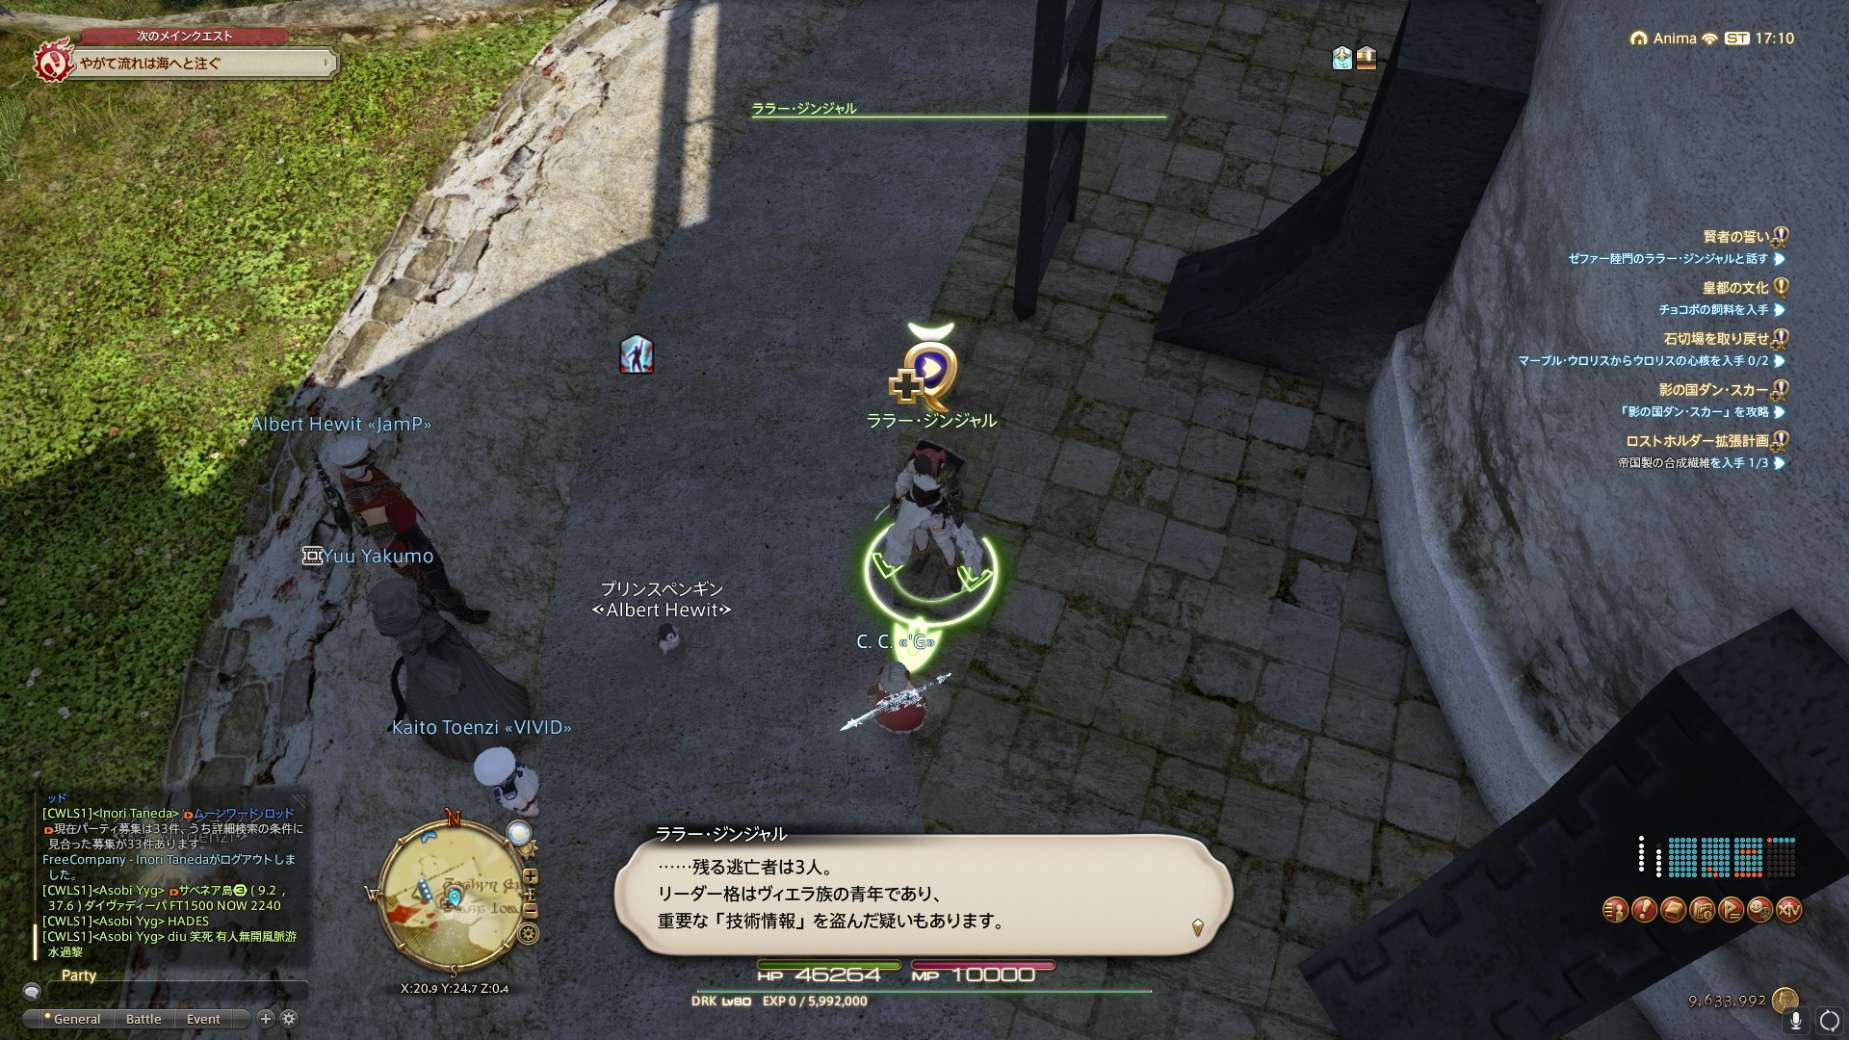 次のメインクエスト
やがて流れは海へと注ぐ
ララー・ジンジャル
Anima ST 17:10
賢者の誓い
ゼファー陸門のララー・ジンジャルと話す
皇都の文化
チョコボの飼料を入手
石切場を取り戻せ
マーブル・ウロリスからウロリスの心核を入手 0/2
影の国ダン・スカー
「影の国ダン・スカー」を攻略
ロストホルダー拡張計画
帝国製の合成繊維を入手 1/3
ララー・ジンジャル
Albert Hewit «JamP»
Yuu Yakumo
プリンスペンギン
Albert Hewit
C. C. «'G»
Kaito Toenzi «VIVID»
ッド
[CWLS1]<Inori Taneda> ムーンワード・ロッド
現在パーティ募集は33件、うち詳細検索の条件に
見合った募集が33件あります。
FreeCompany - Inori Tanedaがログアウトしま
した。
[CWLS1]<Asobi Yyg> サベネア島3 ( 9.2 ,
37.6 ) ダイヴァディーパ FT1500 NOW 2240
[CWLS1]<Asobi Yyg> HADES
[CWLS1]<Asobi Yyg> diu 笑死 有人無開風脈游
水過黎
Party
General Battle Event
N
W
E
S
X:20.9 Y:24.7 Z:0.4
ララー・ジンジャル
……残る逃亡者は3人。
リーダー格はヴィエラ族の青年であり、
重要な「技術情報」を盗んだ疑いもあります。
HP 46264 MP 10000
DRK Lv80 EXP 0 / 5,992,000
XIV
9,633,992